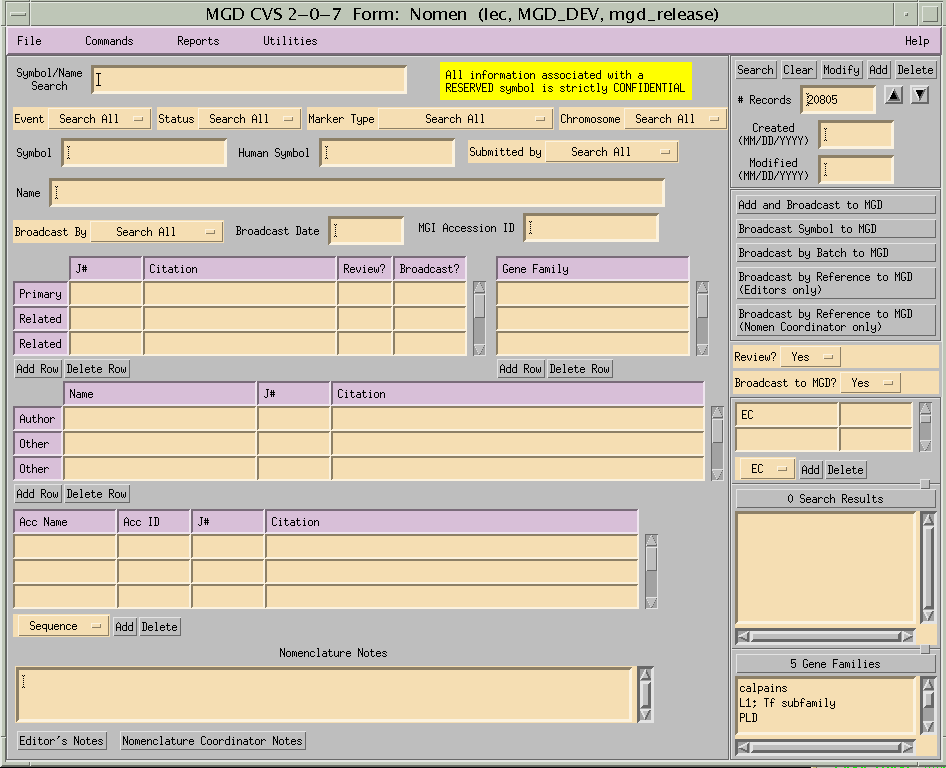 MGD CVS 2-0-7 Form: Nomen (lec, MGD_DEV, mgd_release)
File Commands Reports Utilities Help
Symbol/Name
Search
All information associated with a
RESERVED symbol is strictly CONFIDENTIAL
Event Search All Status Search All Marker Type Search All Chromosome Search All
Symbol Human Symbol Submitted by Search All
Name
Broadcast By Search All Broadcast Date MGI Accession ID
J# Citation Review? Broadcast? Gene Family
Primary
Related
Related
Add Row Delete Row Add Row Delete Row
Name J# Citation
Author
Other
Other
Add Row Delete Row
Acc Name Acc ID J# Citation
Sequence Add Delete
Nomenclature Notes
Editor's Notes Nomenclature Coordinator Notes
Search Clear Modify Add Delete
# Records 20805
Created
(MM/DD/YYYY)
Modified
(MM/DD/YYYY)
Add and Broadcast to MGD
Broadcast Symbol to MGD
Broadcast by Batch to MGD
Broadcast by Reference to MGD
(Editors only)
Broadcast by Reference to MGD
(Nomen Coordinator only)
Review? Yes
Broadcast to MGD? Yes
EC
EC Add Delete
0 Search Results
5 Gene Families
calpains
L1; Tf subfamily
PLD